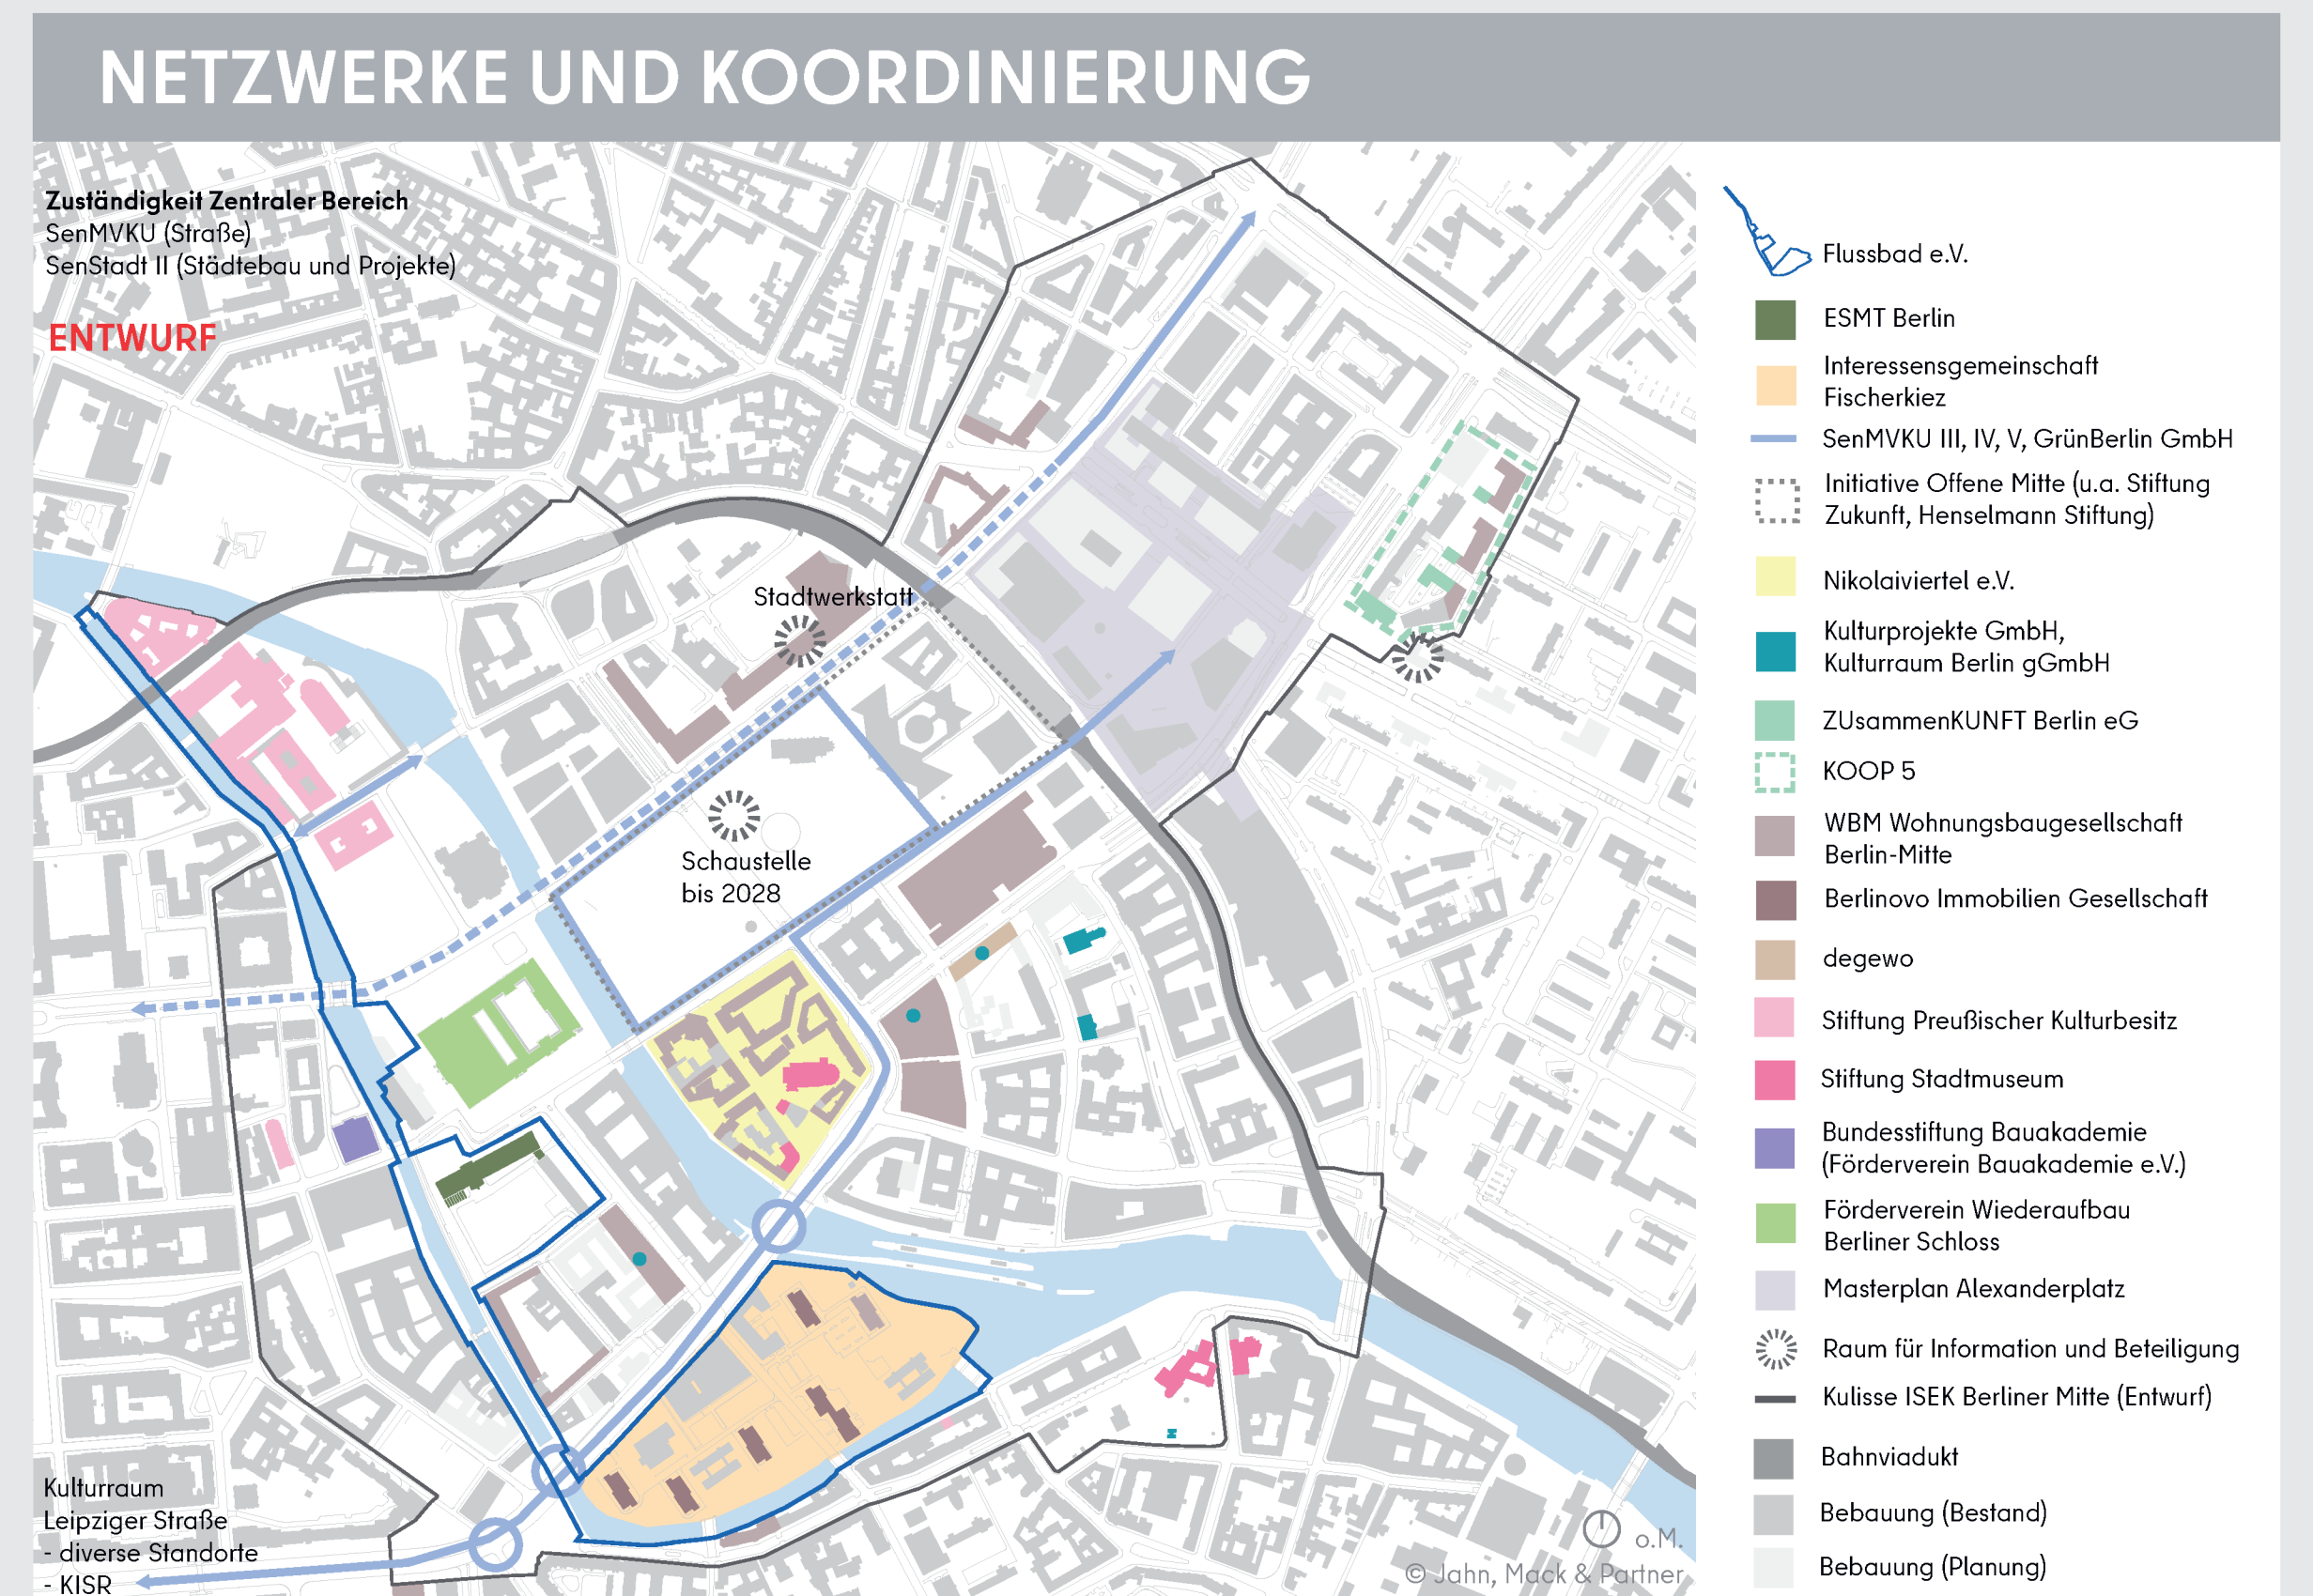 NETZWERKE UND KOORDINIERUNG
Zuständigkeit Zentraler Bereich
SenMVKU (Straße)
SenStadt II (Städtebau und Projekte)
ENTWURF
Stadtwerkstatt
Schaustelle
bis 2028
Kulturraum
Leipziger Straße
- diverse Standorte
- KISR
o.M.
© Jahn, Mack & Partner
Flussbad e.V.
ESMT Berlin
Interessensgemeinschaft
Fischerkiez
SenMVKU III, IV, V, GrünBerlin GmbH
Initiative Offene Mitte (u.a. Stiftung
Zukunft, Henselmann Stiftung)
Nikolaiviertel e.V.
Kulturprojekte GmbH,
Kulturraum Berlin gGmbH
ZUsammenKUNFT Berlin eG
KOOP 5
WBM Wohnungsbaugesellschaft
Berlin-Mitte
Berlinovo Immobilien Gesellschaft
degewo
Stiftung Preußischer Kulturbesitz
Stiftung Stadtmuseum
Bundesstiftung Bauakademie
(Förderverein Bauakademie e.V.)
Förderverein Wiederaufbau
Berliner Schloss
Masterplan Alexanderplatz
Raum für Information und Beteiligung
Kulisse ISEK Berliner Mitte (Entwurf)
Bahnviadukt
Bebauung (Bestand)
Bebauung (Planung)